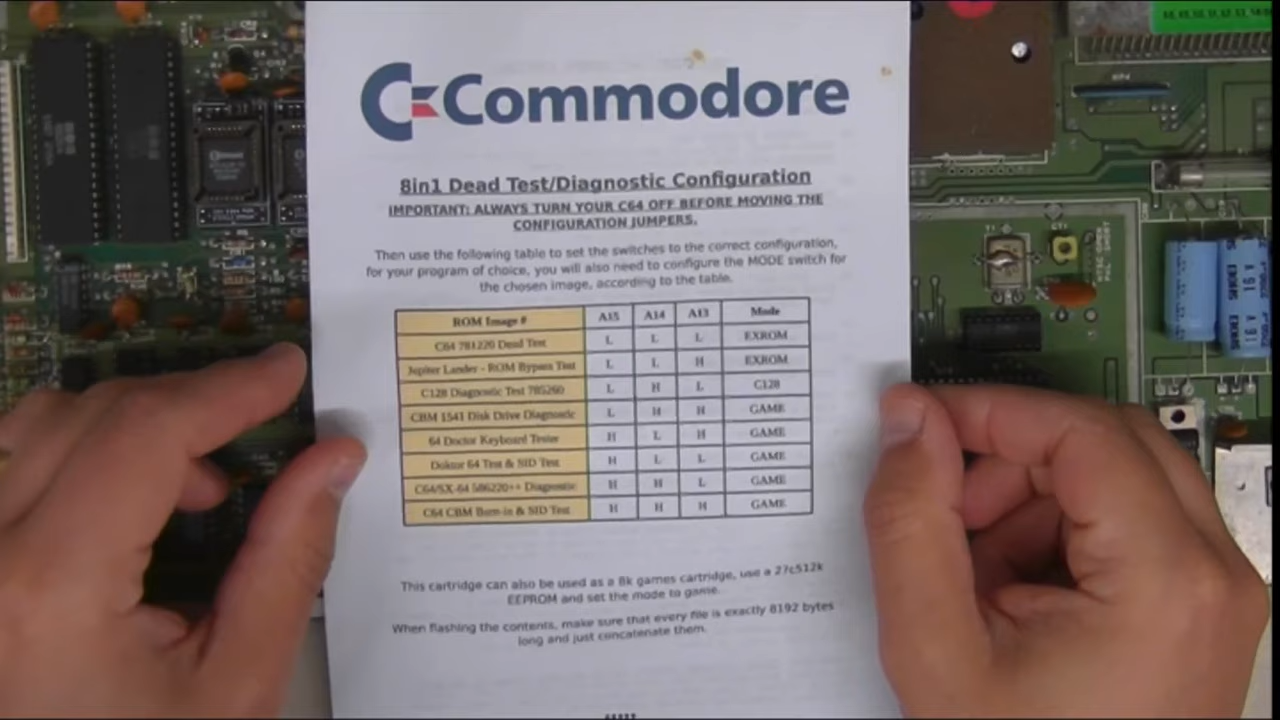 Commodore
8in1 Dead Test/Diagnostic Configuration
IMPORTANT: ALWAYS TURN YOUR C64 OFF BEFORE MOVING THE
CONFIGURATION JUMPERS.
Then use the following table to set the switches to the correct configuration,
for your program of choice, you will also need to configure the MODE switch for
the chosen image, according to the table.
ROM Image # A15 A14 A13 Mode
C64 781220 Dead Test L L L EXROM
Jupiter Lander - ROM Bypass Test L L H EXROM
C128 Diagnostic Test 785260 L H L C128
CBM 1541 Disk Drive Diagnostic L H H GAME
64 Doctor Keyboard Tester H L H GAME
Doktor 64 Test & SID Test H L L GAME
C64/SX-64 586220++ Diagnostic H H L GAME
C64 CBM Burn-in & SID Test H H H GAME
This cartridge can also be used as a 8k games cartridge, use a 27c512k
EEPROM and set the mode to game.
When flashing the contents, make sure that every file is exactly 8192 bytes
long and just concatenate them.
16 V
16 V